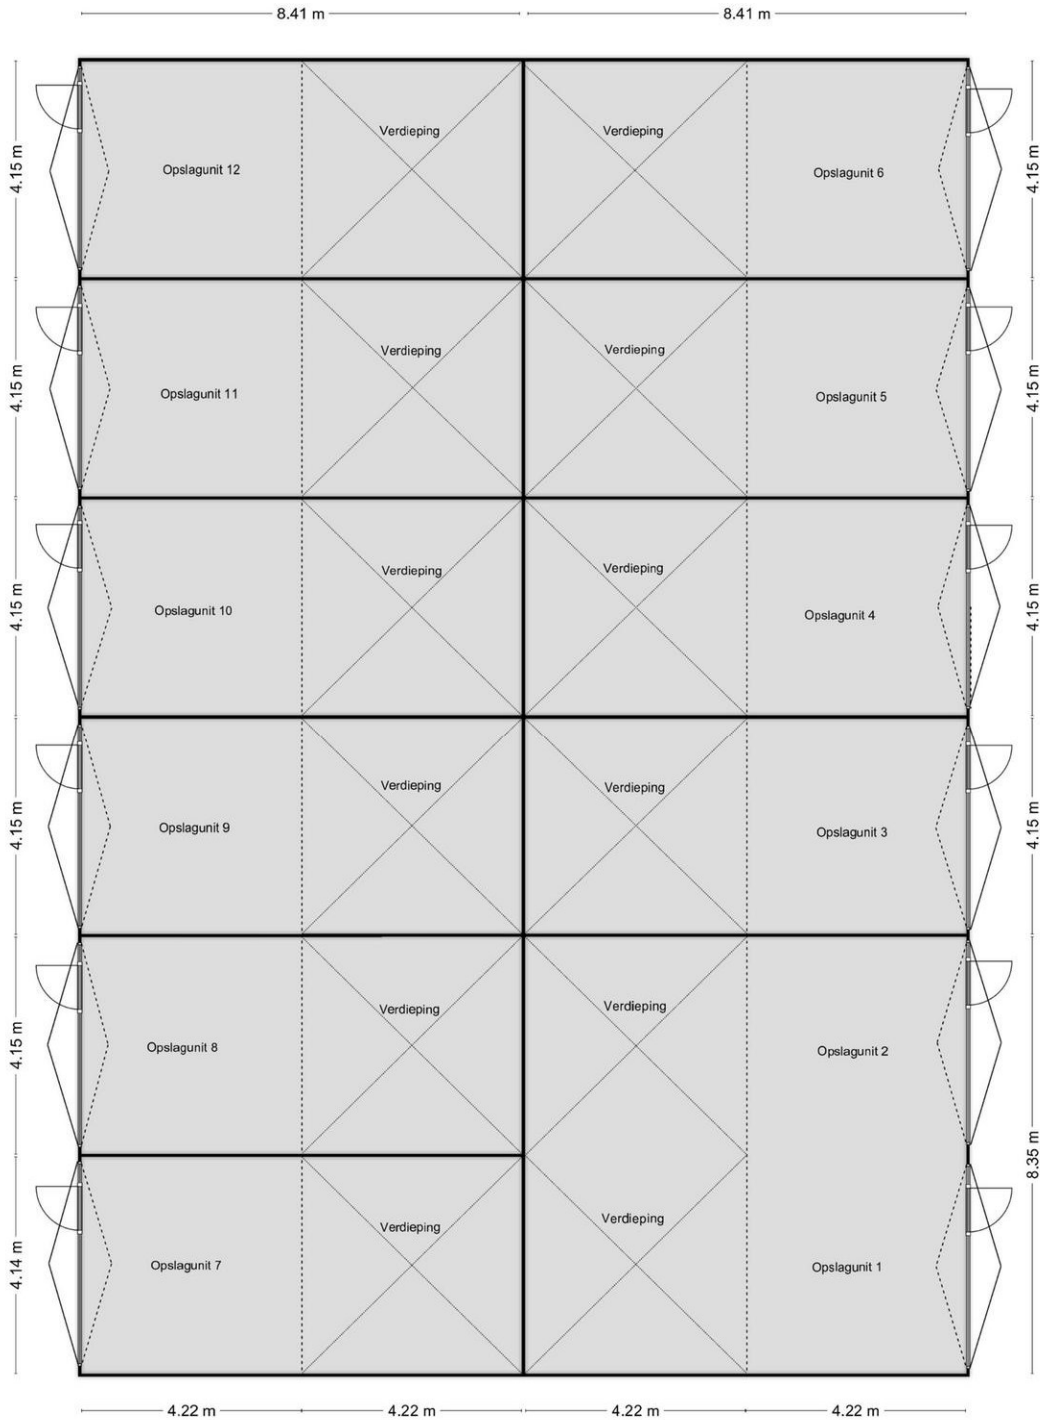 8.41 m 8.41 m
Verdieping Verdieping
4.15 m Opslagunit 12 Opslagunit 6 4.15 m
Verdieping Verdieping
4.15 m Opslagunit 11 Opslagunit 5 4.15 m
Verdieping Verdieping
4.15 m Opslagunit 10 Opslagunit 4 4.15 m
Verdieping Verdieping
4.15 m Opslagunit 9 Opslagunit 3 4.15 m
Verdieping Verdieping
4.15 m Opslagunit 8 Opslagunit 2
8.35 m
Verdieping Verdieping
4.14 m Opslagunit 7 Opslagunit 1
4.22 m 4.22 m 4.22 m 4.22 m